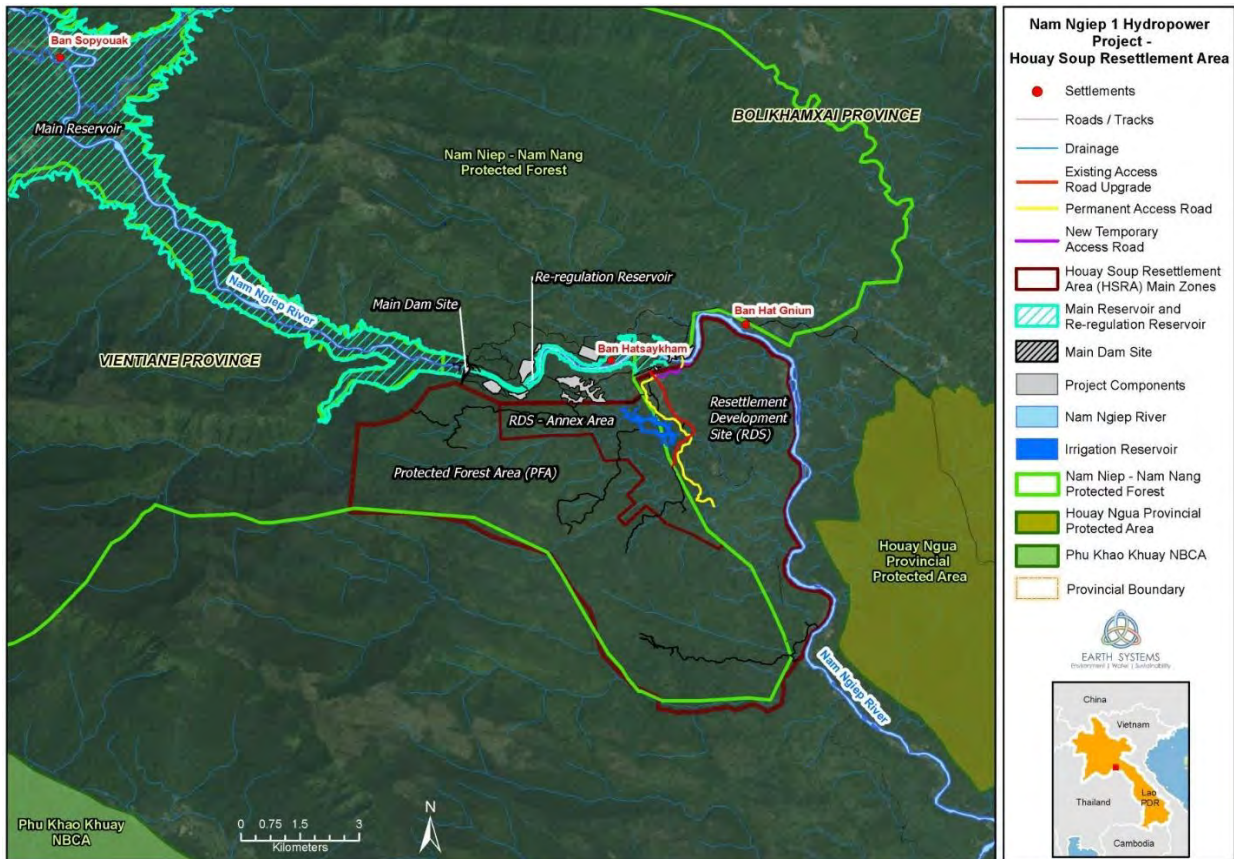 Ban Sopyouak
Main Reservoir
BOLIKHAMXAI PROVINCE
Nam Niep - Nam Nang
Protected Forest
Re-regulation Reservoir
Nam Ngiep River
Main Dam Site
Ban Hat Gniun
VIENTIANE PROVINCE
Ban Hatsaykham
RDS - Annex Area
Resettlement
Development
Site (RDS)
Protected Forest Area (PFA)
Houay Ngua
Provincial
Protected Area
Nam Ngiep River
Phu Khao Khuay
NBCA
0 0.75 1.5 3
Kilometers
N
Nam Ngiep 1 Hydropower
Project -
Houay Soup Resettlement Area
Settlements
Roads / Tracks
Drainage
Existing Access
Road Upgrade
Permanent Access Road
New Temporary
Access Road
Houay Soup Resettlement
Area (HSRA) Main Zones
Main Reservoir and
Re-regulation Reservoir
Main Dam Site
Project Components
Nam Ngiep River
Irrigation Reservoir
Nam Niep - Nam Nang
Protected Forest
Houay Ngua Provincial
Protected Area
Phu Khao Khuay NBCA
Provincial Boundary
EARTH SYSTEMS
Environment | Water | Sustainability
China
Vietnam
Thailand
Lao
PDR
Cambodia